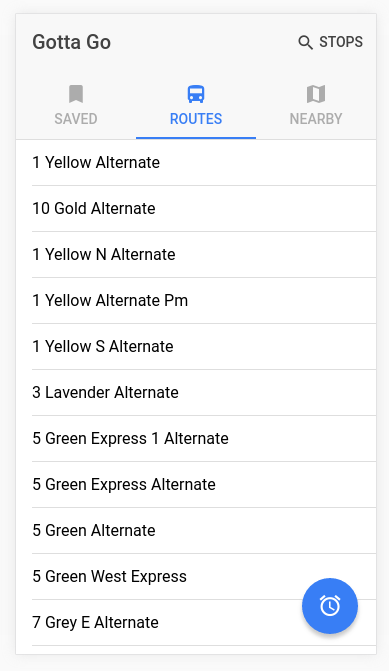 Gotta Go
STOPS
SAVED
ROUTES
NEARBY
1 Yellow Alternate
10 Gold Alternate
1 Yellow N Alternate
1 Yellow Alternate Pm
1 Yellow S Alternate
3 Lavender Alternate
5 Green Express 1 Alternate
5 Green Express Alternate
5 Green Alternate
5 Green West Express
7 Grey E Alternate